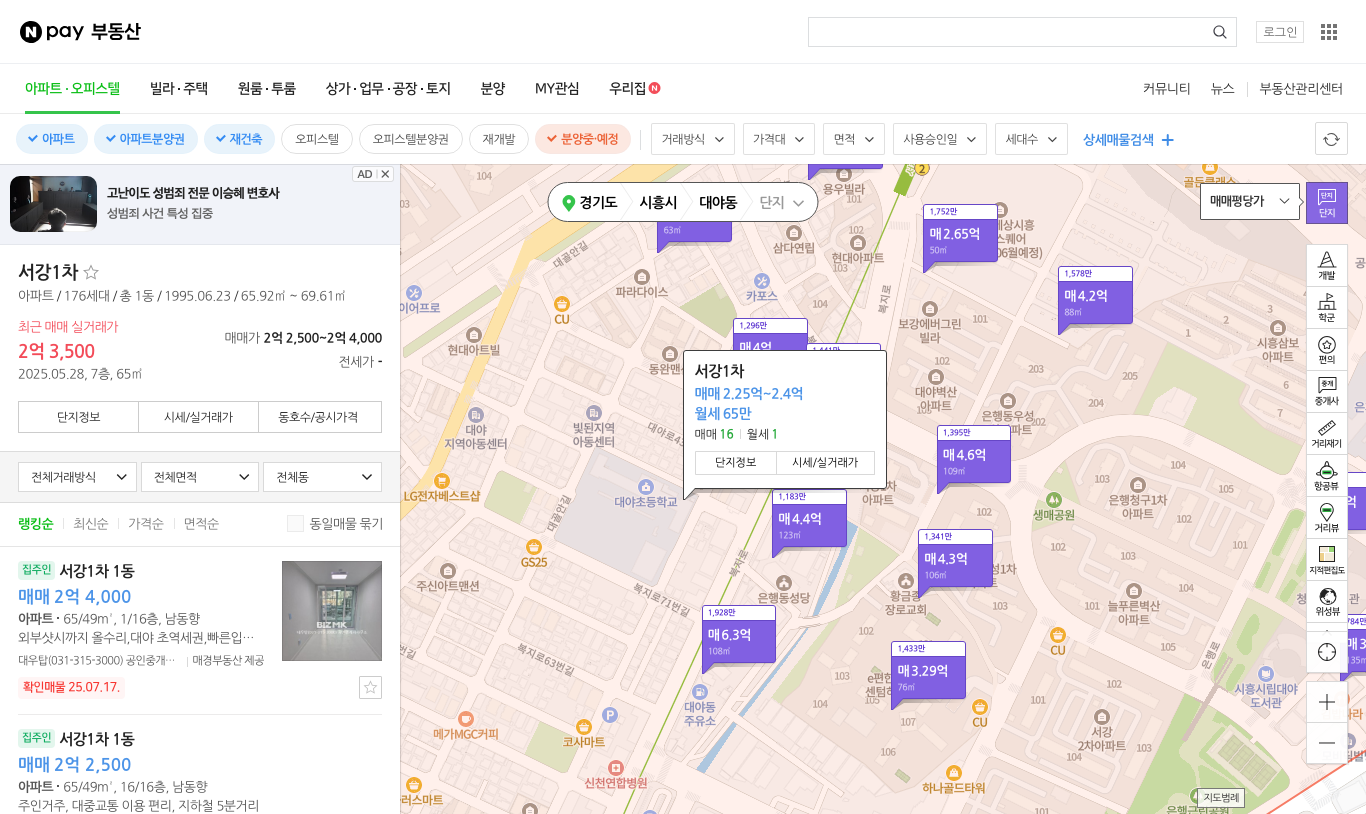 N pay 부동산
로그인
아파트·오피스텔 빌라·주택 원룸·투룸 상가·업무·공장·토지 분양 MY관심 우리집 N 커뮤니티 뉴스 부동산관리센터
아파트 아파트분양권 재건축 오피스텔 오피스텔분양권 재개발 분양중·예정 거래방식 가격대 면적 사용승인일 세대수 상세매물검색
AD
고난이도 성범죄 전문 이승혜 변호사
성범죄 사건 특성 집중
서강1차
아파트 / 176세대 / 총 1동 / 1995.06.23 / 65.92㎡ ~ 69.61㎡
최근 매매 실거래가
2억 3,500
2025.05.28, 7층, 65㎡
매매가 2억 2,500~2억 4,000
전세가 -
단지정보 시세/실거래가 동호수/공시가격
전체거래방식 전체면적 전체동
랭킹순 최신순 가격순 면적순 동일매물 묶기
집주인 서강1차 1동
매매 2억 4,000
아파트 · 65/49㎡, 1/16층, 남동향
외부샷시까지 올수리,대야 초역세권,빠른입…
대우탑(031-315-3000) 공인중개… 매경부동산 제공
확인매물 25.07.17.
BIZ MK
집주인 서강1차 1동
매매 2억 2,500
아파트 · 65/49㎡, 16/16층, 남동향
주인거주, 대중교통 이용 편리, 지하철 5분거리
경기도 시흥시 대야동 단지
매매평당가
단지
단지
개발
학군
편의
중개
중개사
거리재기
항공뷰
거리뷰
지적편집도
위성뷰
지도범례
서강1차
매매 2.25억~2.4억
월세 65만
매매 16 월세 1
단지정보 시세/실거래가
63㎡
1,752만
매2.65억
50㎡
1,578만
매4.2억
88㎡
1,296만
매4억
1,395만
매4.6억
109㎡
1,183만
매4.4억
123㎡
1,341만
매4.3억
106㎡
1,928만
매6.3억
108㎡
1,433만
매3.29억
76㎡
2
104
용우빌라
골든클래스
대골안길
삼다연립
현대아파트
103
파라다이스
카포스
CU
현대아트빌
보강에버그린
빌라
시흥삼보
아파트
복지로
대야벽산
아파트
은행동우성
대야
지역아동센터
빛된지역
아동센터
203
205
204
201
LG전자베스트샵
대야초등학교
대골안길
생매공원
은행청구1차
아파트
GS25
주신아트맨션
복지로
복지로71번길
복지로63번길
은행동성당
황금종
장로교회
늘푸른벽산
아파트
CU
은행로
시흥시립대야
도서관
대야동
주유소
메가MGC커피
코사마트
P
신천연합병원
CU
서강
2차아파트
하나골드타워
107
106
105
104
102
101
은행근린공원